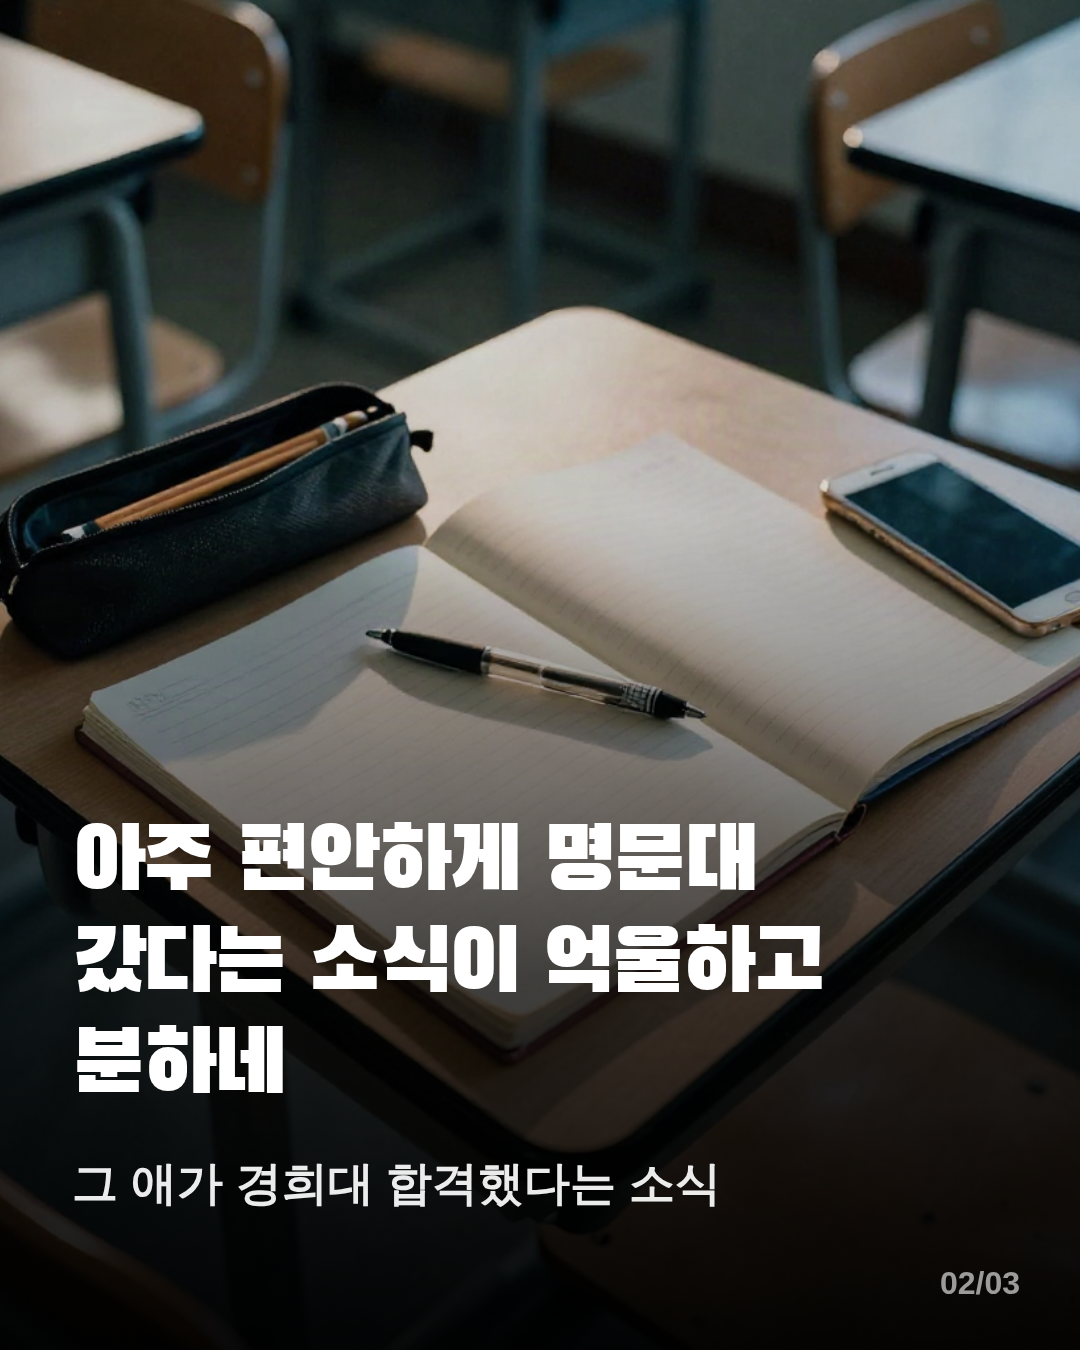 아주 편안하게 명문대
갔다는 소식이 억울하고
분하네
그 애가 경희대 합격했다는 소식
02/03